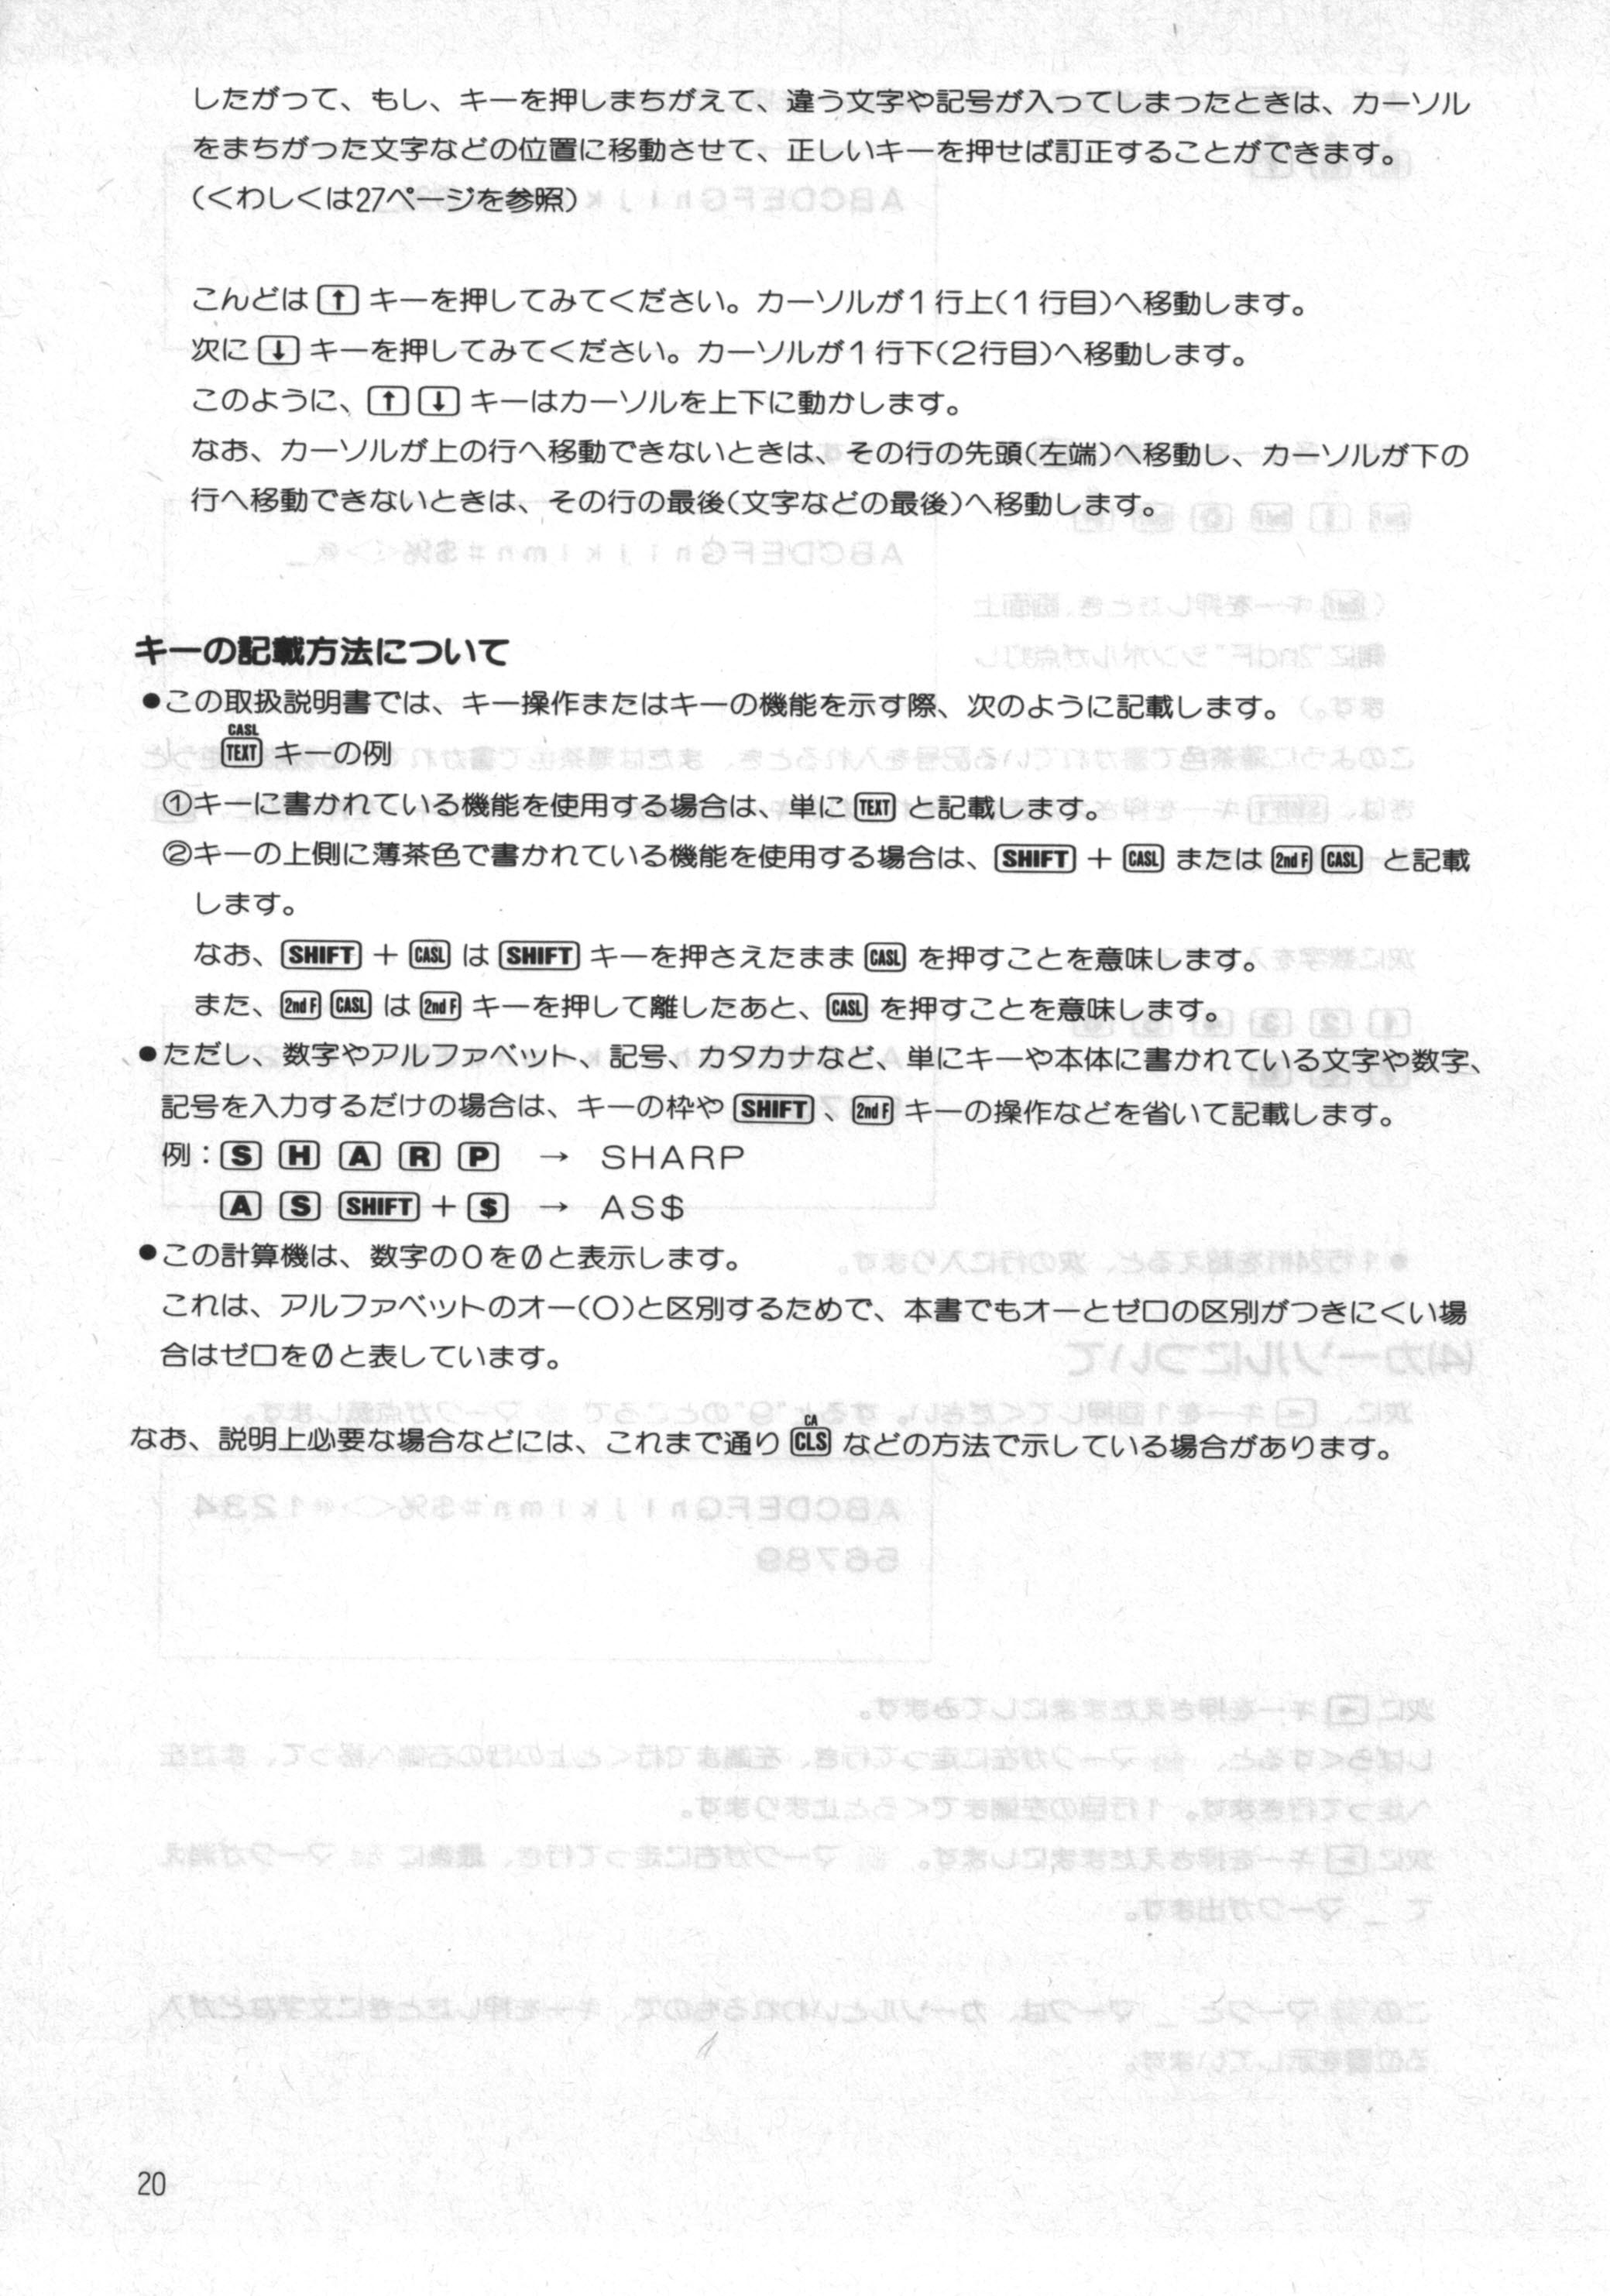 したがって、もし、キーを押しまちがえて、違う文字や記号が入ってしまったときは、カーソル
をまちがった文字などの位置に移動させて、正しいキーを押せば訂正することができます。
(くわしくは27ページを参照)
こんどは ↑ キーを押してみてください。カーソルが1行上(1行目)へ移動します。
次に ↓ キーを押してみてください。カーソルが1行下(2行目)へ移動します。
このように、↑ ↓ キーはカーソルを上下に動かします。
なお、カーソルが上の行へ移動できないときは、その行の先頭(左端)へ移動し、カーソルが下の
行へ移動できないときは、その行の最後(文字などの最後)へ移動します。
キーの記載方法について
●この取扱説明書では、キー操作またはキーの機能を示す際、次のように記載します。
CASL
TEXT キーの例
①キーに書かれている機能を使用する場合は、単に TEXT と記載します。
②キーの上側に薄茶色で書かれている機能を使用する場合は、SHIFT + CASL または 2nd F CASL と記載
します。
なお、SHIFT + CASL は SHIFT キーを押さえたまま CASL を押すことを意味します。
また、2nd F CASL は 2nd F キーを押して離したあと、CASL を押すことを意味します。
●ただし、数字やアルファベット、記号、カタカナなど、単にキーや本体に書かれている文字や数字、
記号を入力するだけの場合は、キーの枠や SHIFT 、2nd F キーの操作などを省いて記載します。
例：S H A R P → SHARP
A S SHIFT + $ → AS$
●この計算機は、数字の0を∅と表示します。
これは、アルファベットのオー(O)と区別するためで、本書でもオーとゼロの区別がつきにくい場
合はゼロを∅と表しています。
CA
なお、説明上必要な場合などには、これまで通り CLS などの方法で示している場合があります。
20